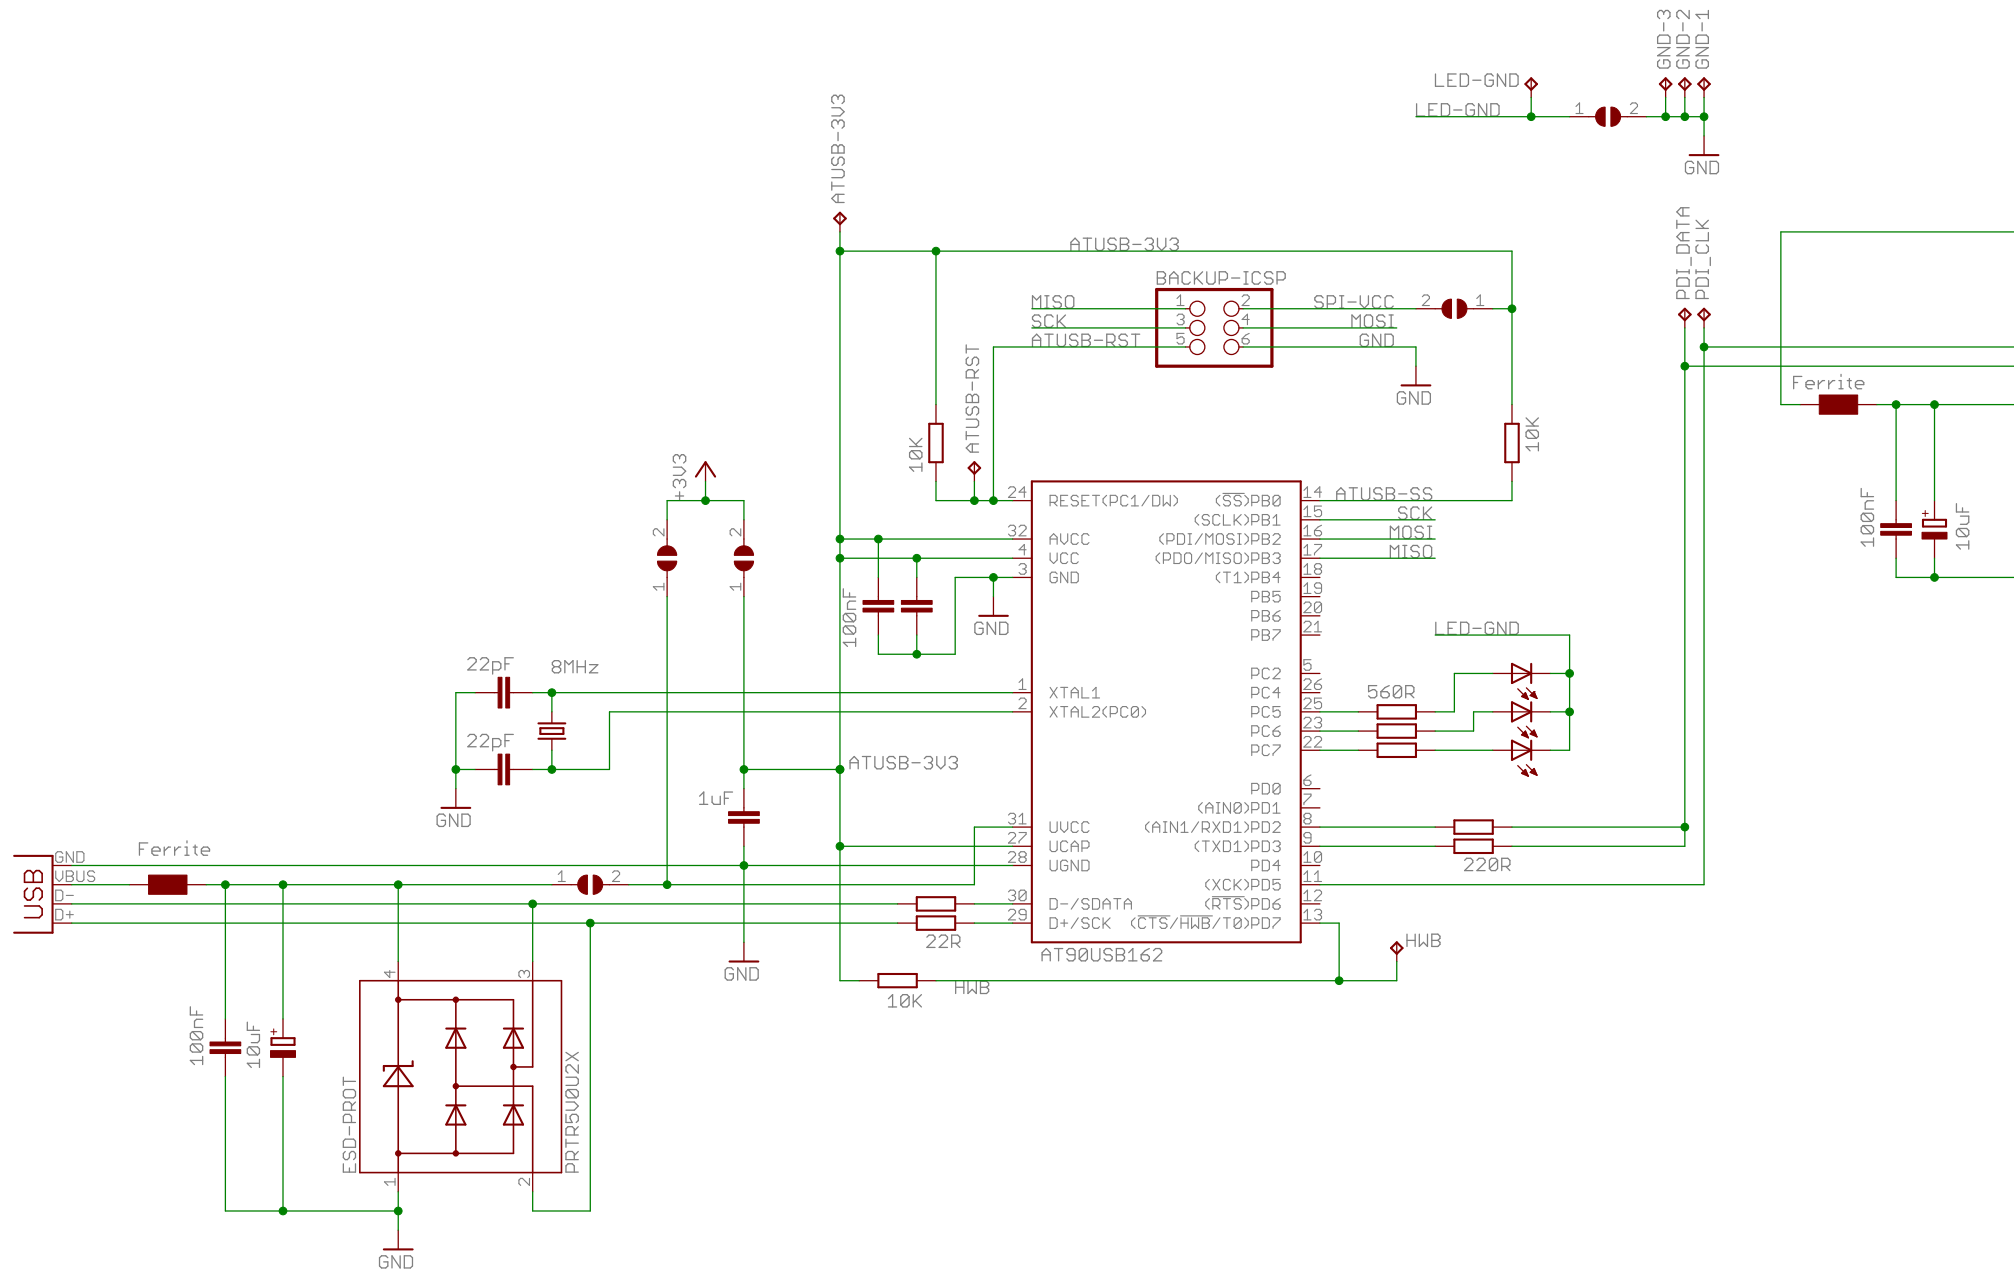 GND-3
GND-2
GND-1
LED-GND
LED-GND
1
2
GND
ATUSB-3V3
PDI_DATA
PDI_CLK
ATUSB-3V3
BACKUP-ICSP
MISO
1
2
SPI-VCC
2
1
SCK
3
4
MOSI
ATUSB-RST
5
6
GND
GND
Ferrite
10K
ATUSB-RST
10K
+3V3
2
2
1
1
100nF
+
10uF
24
RESET(PC1/DW)
(SS)PB0
14
ATUSB-SS
(SCLK)PB1
15
SCK
32
AVCC
(PDI/MOSI)PB2
16
MOSI
4
VCC
(PDO/MISO)PB3
17
MISO
3
GND
(T1)PB4
18
PB5
19
PB6
20
PB7
21
100nF
GND
LED-GND
22pF
8MHz
PC2
5
1
XTAL1
PC4
26
560R
2
XTAL2(PC0)
PC5
25
PC6
23
PC7
22
22pF
ATUSB-3V3
GND
1uF
PD0
6
(AIN0)PD1
7
31
UVCC
(AIN1/RXD1)PD2
8
27
UCAP
(TXD1)PD3
9
28
UGND
PD4
10
220R
(XCK)PD5
11
30
D-/SDATA
(RTS)PD6
12
29
D+/SCK
(CTS/HWB/T0)PD7
13
AT90USB162
USB
GND
VBUS
D-
D+
Ferrite
1
2
22R
GND
10K
HWB
HWB
100nF
+
10uF
4
3
ESD-PROT
PRTR5V0U2X
1
2
GND